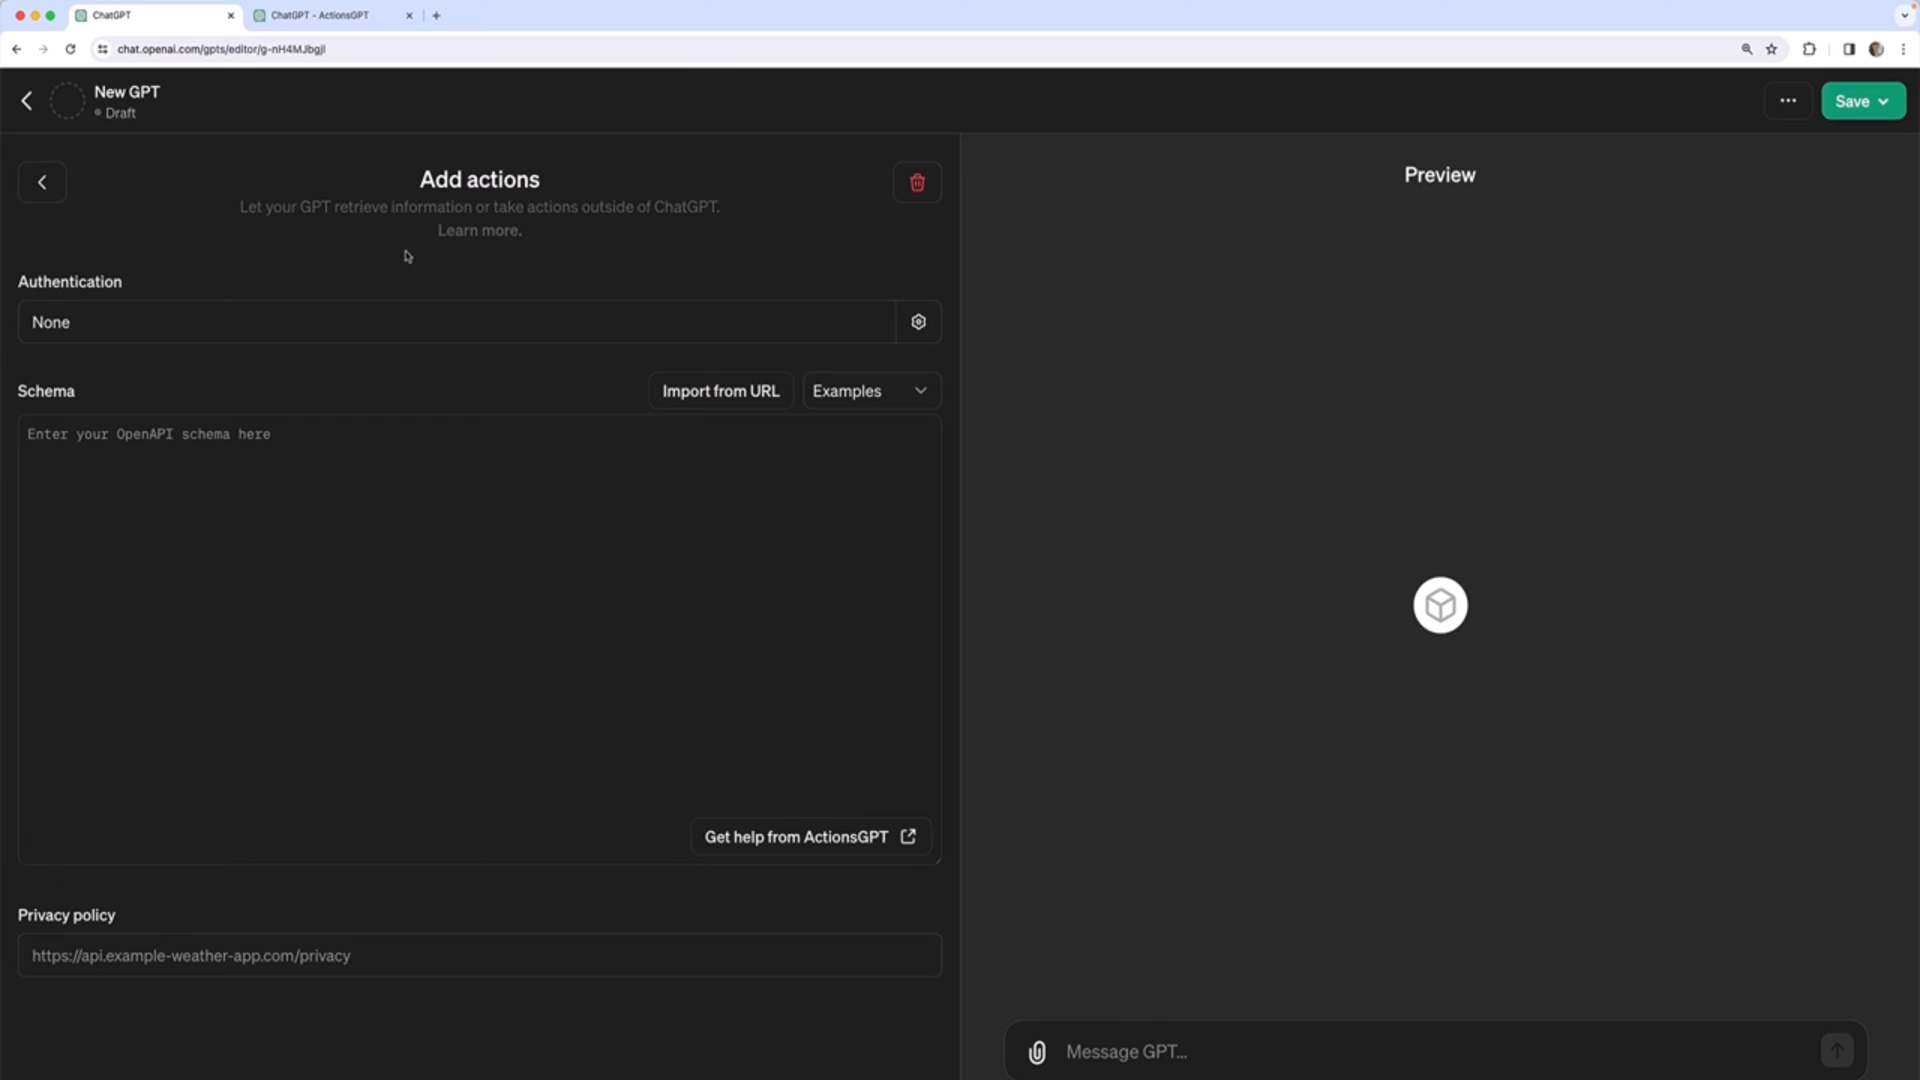 ChatGPT
ChatGPT - ActionsGPT
chat.openai.com/gpts/editor/g-nH4MJbgjl
New GPT
Draft
Save
Add actions
Let your GPT retrieve information or take actions outside of ChatGPT.
Learn more.
Preview
Authentication
None
Schema
Import from URL
Examples
Enter your OpenAPI schema here
Get help from ActionsGPT
Privacy policy
https://api.example-weather-app.com/privacy
Message GPT...